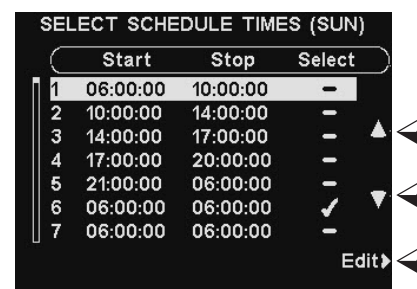 SELECT SCHEDULE TIMES (SUN)
Start Stop Select
1 06:00:00 10:00:00 –
2 10:00:00 14:00:00 –
3 14:00:00 17:00:00 –
4 17:00:00 20:00:00 –
5 21:00:00 06:00:00 –
6 06:00:00 06:00:00 ✓
7 06:00:00 06:00:00 –
Edit